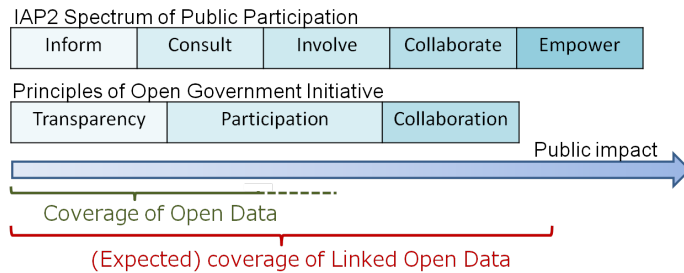 IAP2 Spectrum of Public Participation
Inform Consult Involve Collaborate Empower
Principles of Open Government Initiative
Transparency Participation Collaboration
Public impact
Coverage of Open Data
(Expected) coverage of Linked Open Data